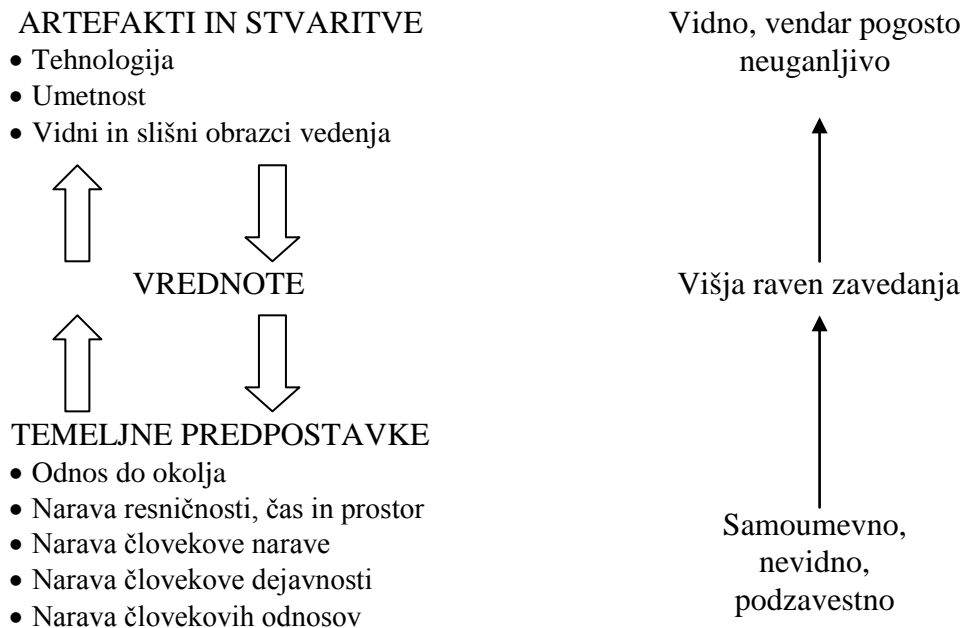 ARTEFAKTI IN STVARITVE
• Tehnologija
• Umetnost
• Vidni in slišni obrazci vedenja
VREDNOTE
TEMELJNE PREDPOSTAVKE
• Odnos do okolja
• Narava resničnosti, čas in prostor
• Narava človekove narave
• Narava človekove dejavnosti
• Narava človekovih odnosov
Vidno, vendar pogosto
neuganljivo
Višja raven zavedanja
Samoumevno,
nevidno,
podzavestno